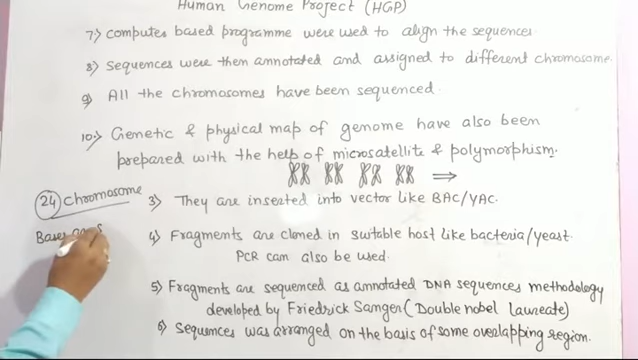 Human Genome Project (HGP)
7) Computer based programme were used to align the sequences
8) Sequences were then annotated and assigned to different chromosome.
9) All the chromosomes have been sequenced.
10) Genetic & physical map of genome have also been
prepared with the help of microsatellite & polymorphism.
24 Chromosome
3) They are inserted into vector like BAC/YAC.
Bases are s
4) Fragments are cloned in suitable host like bacteria/yeast.
PCR can also be used.
5) Fragments are sequenced as annotated DNA sequences methodology
developed by Friedrick Sanger (Double nobel laureate)
6) Sequences was arranged on the basis of some overlapping region.